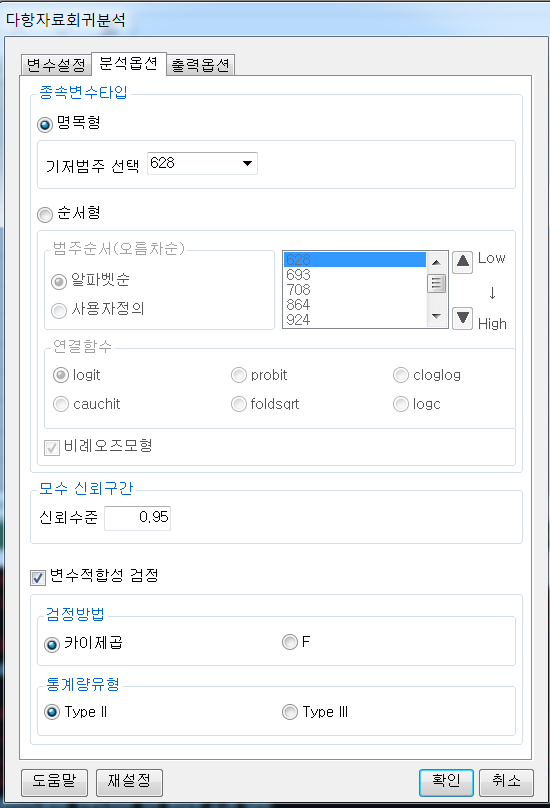 다항자료회귀분석
변수설정 분석옵션 출력옵션
종속변수타입
명목형
기저범주 선택 628
순서형
범주순서(오름차순)
알파벳순
사용자정의
628
693
708
864
924
Low
↓
High
연결함수
logit probit cloglog
cauchit foldsqrt logc
비례오즈모형
모수 신뢰구간
신뢰수준 0.95
변수적합성 검정
검정방법
카이제곱 F
통계량유형
Type II Type III
도움말 재설정 확인 취소